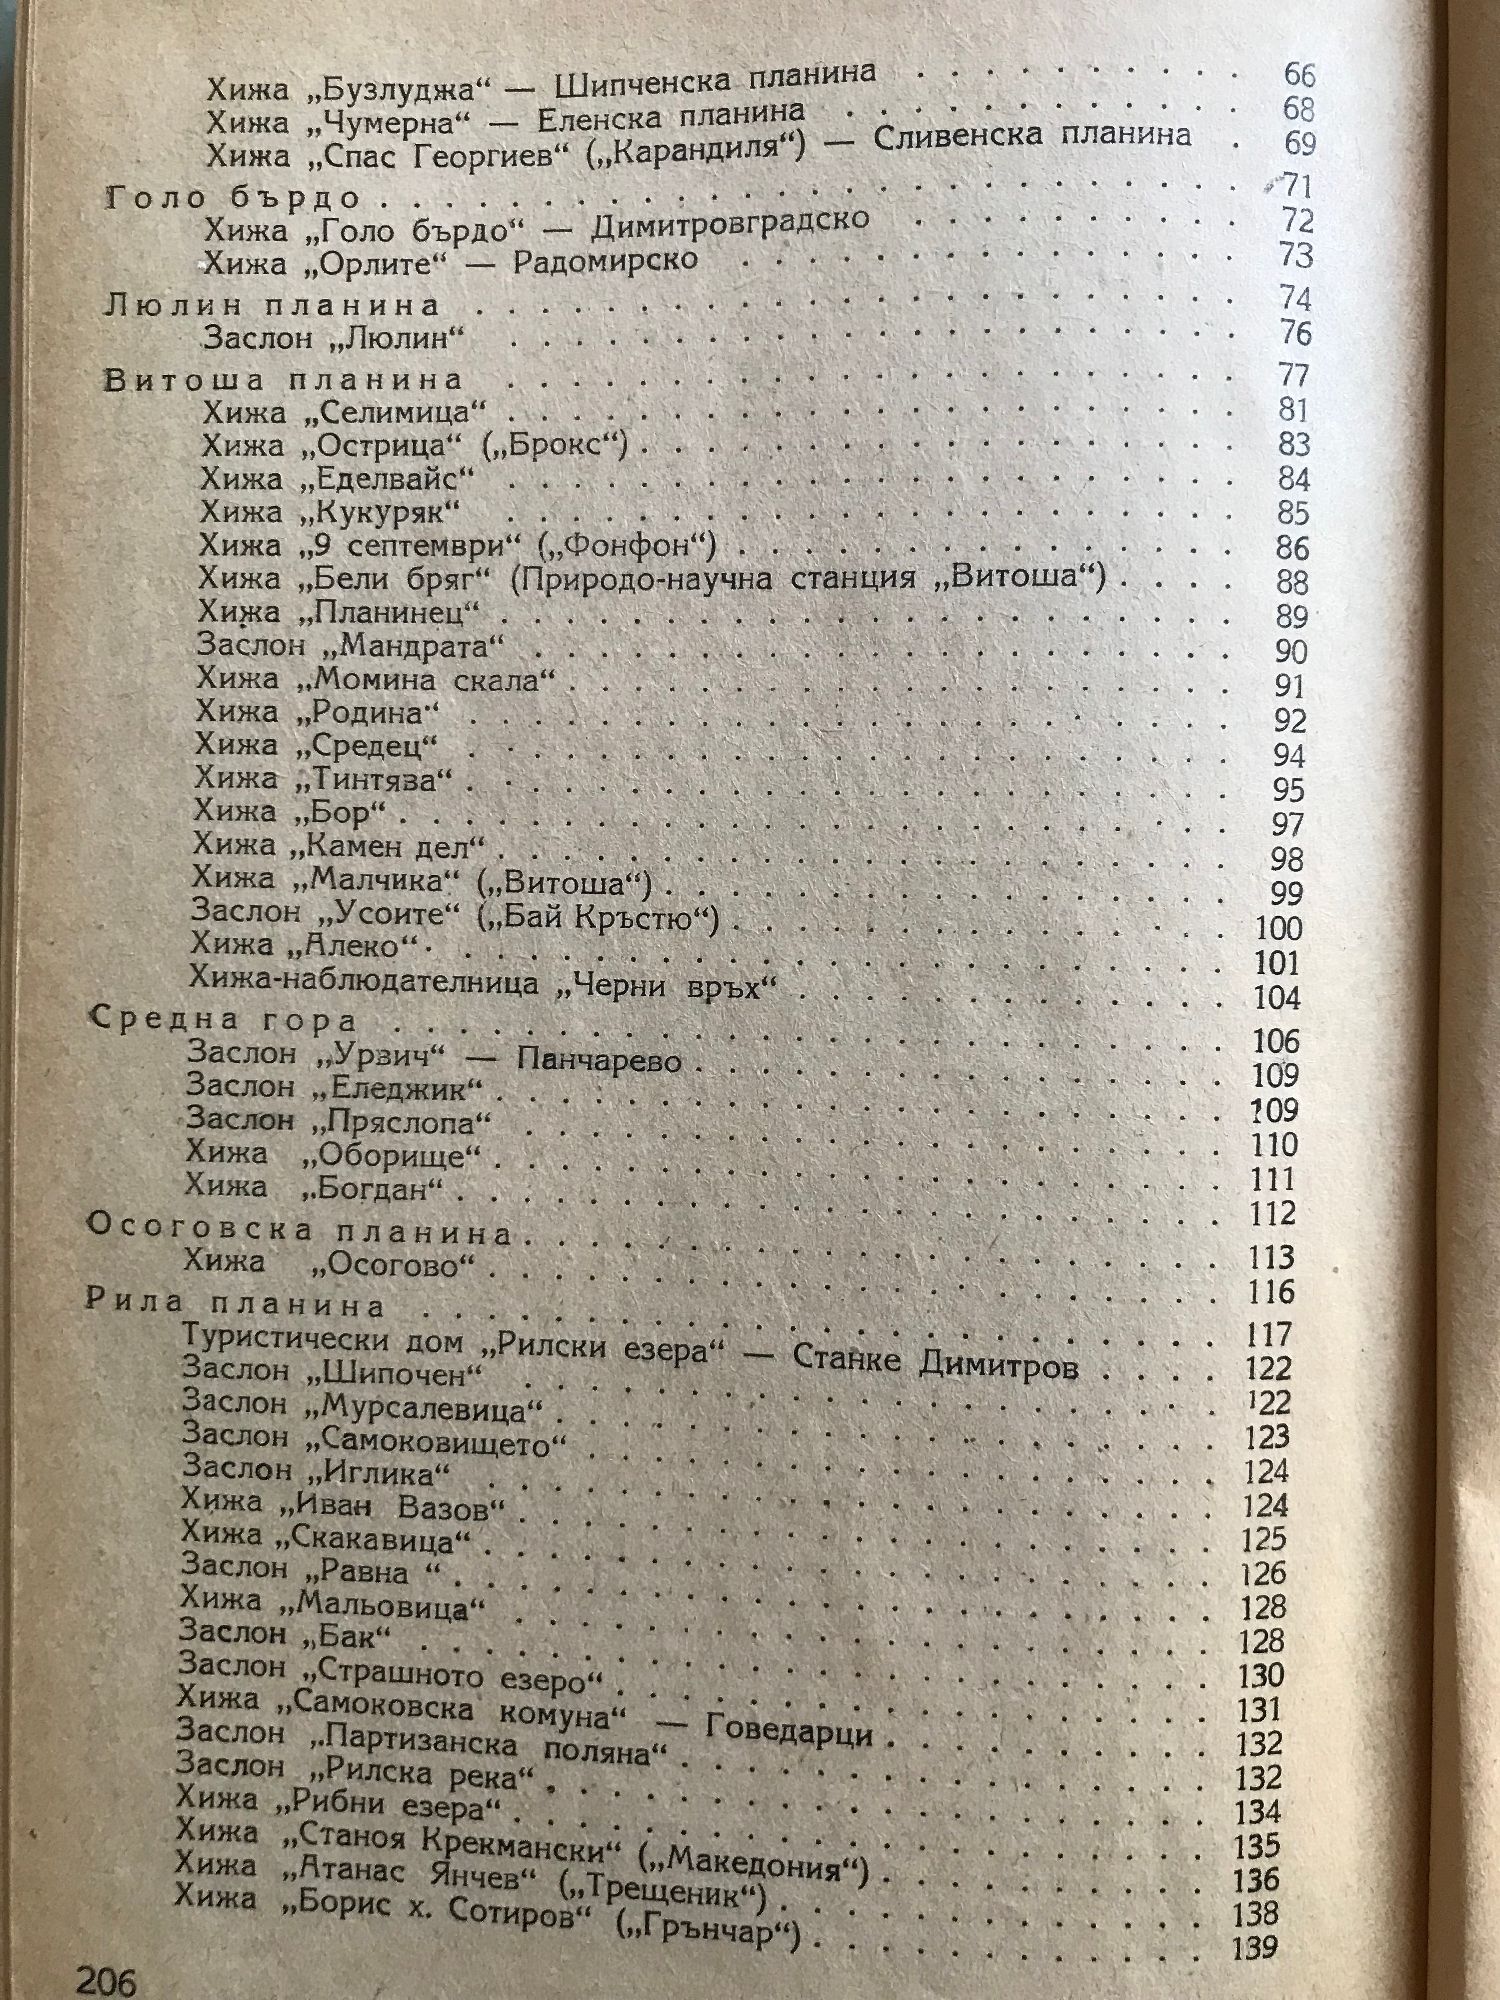 Хижа „Бузлуджа“ — Шипченска планина . . . . . . . . . . 66
Хижа „Чумерна“ — Еленска планина . . . . . . . . . . . 68
Хижа „Спас Георгиев“ („Карандиля“) — Сливенска планина . 69
Голо бърдо . . . . . . . . . . . . . . . . . . . . 71
Хижа „Голо бърдо“ — Димитровградско . . . . . . . . . . 72
Хижа „Орлите“ — Радомирско . . . . . . . . . . . . . 73
Люлин планина . . . . . . . . . . . . . . . . . . 74
Заслон „Люлин“ . . . . . . . . . . . . . . . . . 76
Витоша планина . . . . . . . . . . . . . . . . . 77
Хижа „Селимица“ . . . . . . . . . . . . . . . . . 81
Хижа „Острица“ („Брокс“) . . . . . . . . . . . . . . 83
Хижа „Еделвайс“ . . . . . . . . . . . . . . . . . 84
Хижа „Кукуряк“ . . . . . . . . . . . . . . . . . 85
Хижа „9 септември“ („Фонфон“) . . . . . . . . . . . . 86
Хижа „Бели бряг“ (Природо-научна станция „Витоша“) . . . . 88
Хижа „Планинец“ . . . . . . . . . . . . . . . . . 89
Заслон „Мандрата“ . . . . . . . . . . . . . . . . 90
Хижа „Момина скала“ . . . . . . . . . . . . . . . 91
Хижа „Родина“ . . . . . . . . . . . . . . . . . . 92
Хижа „Средец“ . . . . . . . . . . . . . . . . . . 94
Хижа „Тинтява“ . . . . . . . . . . . . . . . . . . 95
Хижа „Бор“ . . . . . . . . . . . . . . . . . . . . 97
Хижа „Камен дел“ . . . . . . . . . . . . . . . . . 98
Хижа „Малчика“ („Витоша“) . . . . . . . . . . . . . 99
Заслон „Усоите“ („Бай Кръстю“) . . . . . . . . . . . 100
Хижа „Алеко“ . . . . . . . . . . . . . . . . . . . 101
Хижа-наблюдателница „Черни връх“ . . . . . . . . . . 104
Средна гора . . . . . . . . . . . . . . . . . . . 106
Заслон „Урвич“ — Панчарево . . . . . . . . . . . . . 109
Заслон „Еледжик“ . . . . . . . . . . . . . . . . . 109
Заслон „Пряслопа“ . . . . . . . . . . . . . . . . 110
Хижа „Оборище“ . . . . . . . . . . . . . . . . . 111
Хижа „Богдан“ . . . . . . . . . . . . . . . . . . 112
Осоговска планина . . . . . . . . . . . . . . . . 113
Хижа „Осогово“ . . . . . . . . . . . . . . . . . 116
Рила планина . . . . . . . . . . . . . . . . . . 117
Туристически дом „Рилски езера“ — Станке Димитров . . . . 122
Заслон „Шипочен“ . . . . . . . . . . . . . . . . 122
Заслон „Мурсалевица“ . . . . . . . . . . . . . . . 123
Заслон „Самоковището“ . . . . . . . . . . . . . . 124
Заслон „Иглика“ . . . . . . . . . . . . . . . . . 124
Хижа „Иван Вазов“ . . . . . . . . . . . . . . . . 125
Хижа „Скакавица“ . . . . . . . . . . . . . . . . 126
Заслон „Равна “ . . . . . . . . . . . . . . . . . 128
Хижа „Мальовица“ . . . . . . . . . . . . . . . . 128
Заслон „Бак“ . . . . . . . . . . . . . . . . . . 130
Заслон „Страшното езеро“ . . . . . . . . . . . . . 131
Хижа „Самоковска комуна“ — Говедарци . . . . . . . . 132
Заслон „Партизанска поляна“ . . . . . . . . . . . . 132
Заслон „Рилска река“ . . . . . . . . . . . . . . . 134
Хижа „Рибни езера“ . . . . . . . . . . . . . . . . 135
Хижа „Станоя Крекмански“ („Македония“) . . . . . . . . 136
Хижа „Атанас Янчев“ („Трещеник“) . . . . . . . . . . 138
Хижа „Борис х. Сотиров“ („Грънчар“) . . . . . . . . . 139
206